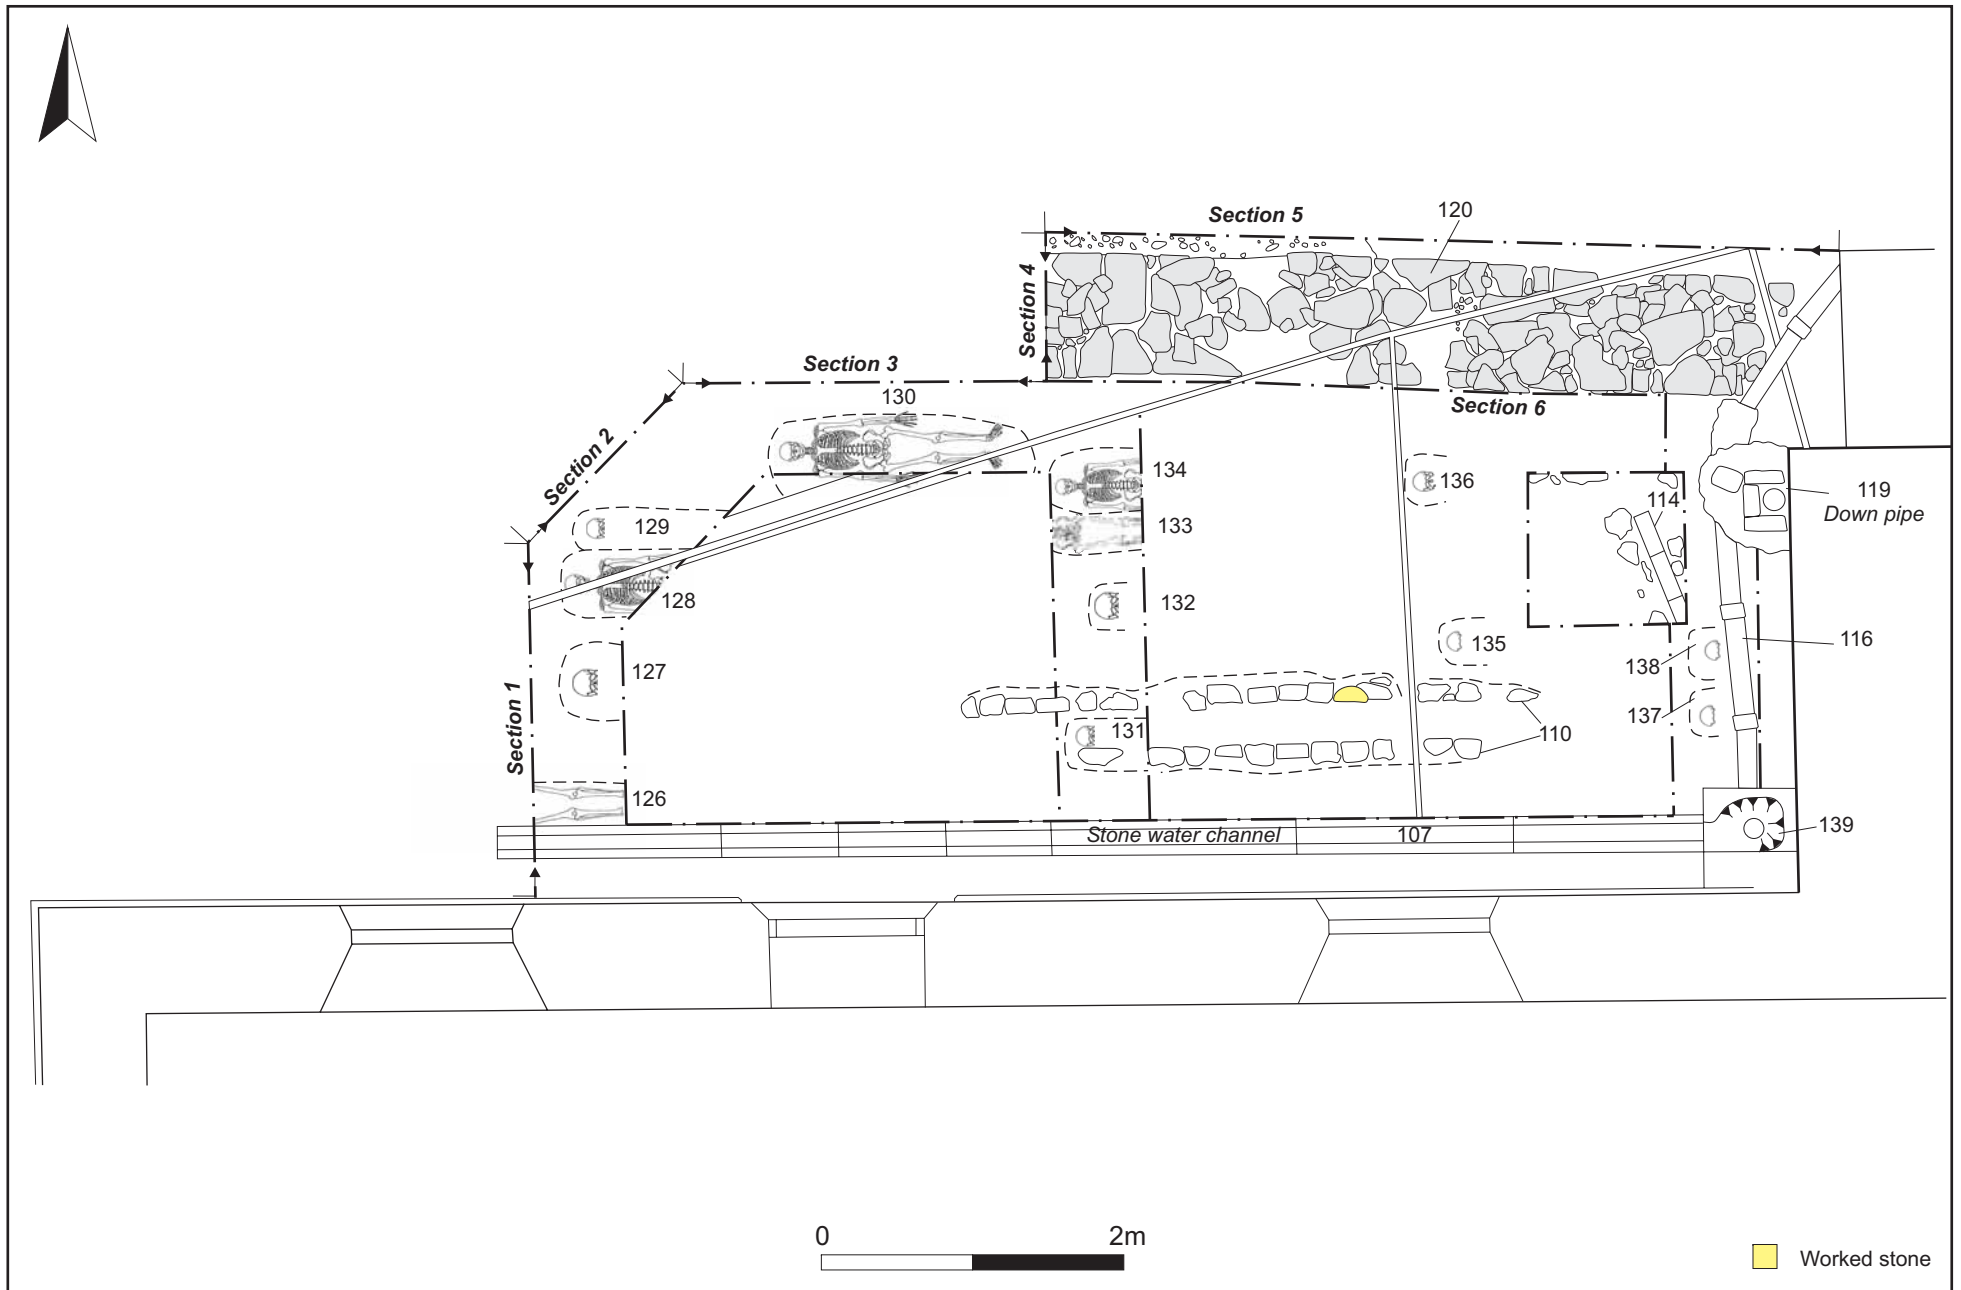 Section 5
120
Section 4
Section 3
130
Section 6
Section 2
134
136
114
119
Down pipe
129
133
128
132
135
138
116
127
Section 1
131
137
110
126
Stone water channel
107
139
0
2m
Worked stone